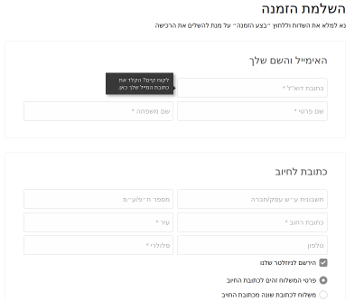 השלמת הזמנה
נא למלא את השדות וללחוץ ״בצע הזמנה״ על מנת להשלים את הרכישה
האימייל והשם שלך
כתובת דוא"ל *
לקוח קיים? הקלד את
כתובת המייל שלך כאן.
שם פרטי *
שם משפחה *
כתובת לחיוב
חשבונית ע״ש עסק/חברה
מספר ח״פ/ע״מ
כתובת רחוב *
עיר *
טלפון
סלולרי *
הירשם לניוזלטר שלנו
פרטי המשלוח זהים לכתובת החיוב
משלוח לכתובת שונה מכתובת החיוב